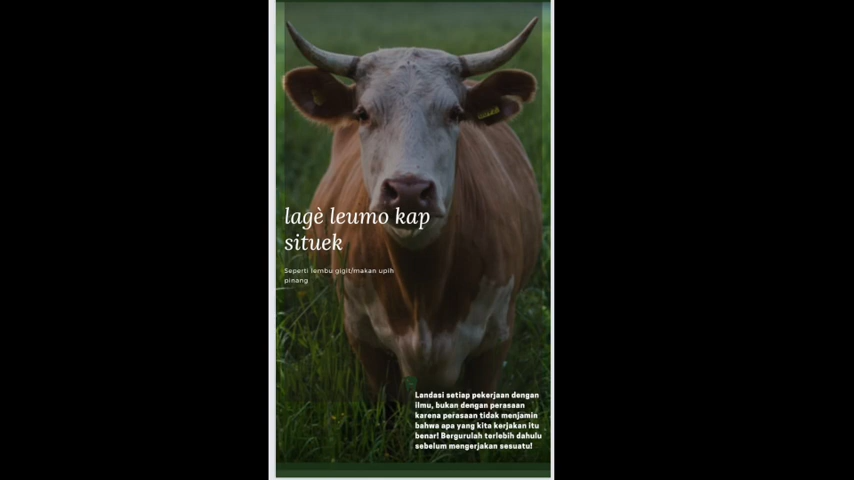 lagè leumo kap
situek
Seperti lembu gigit/makan upih
pinang
Landasi setiap pekerjaan dengan
ilmu, bukan dengan perasaan
karena perasaan tidak menjamin
bahwa apa yang kita kerjakan itu
benar! Bergurulah terlebih dahulu
sebelum mengerjakan sesuatu!